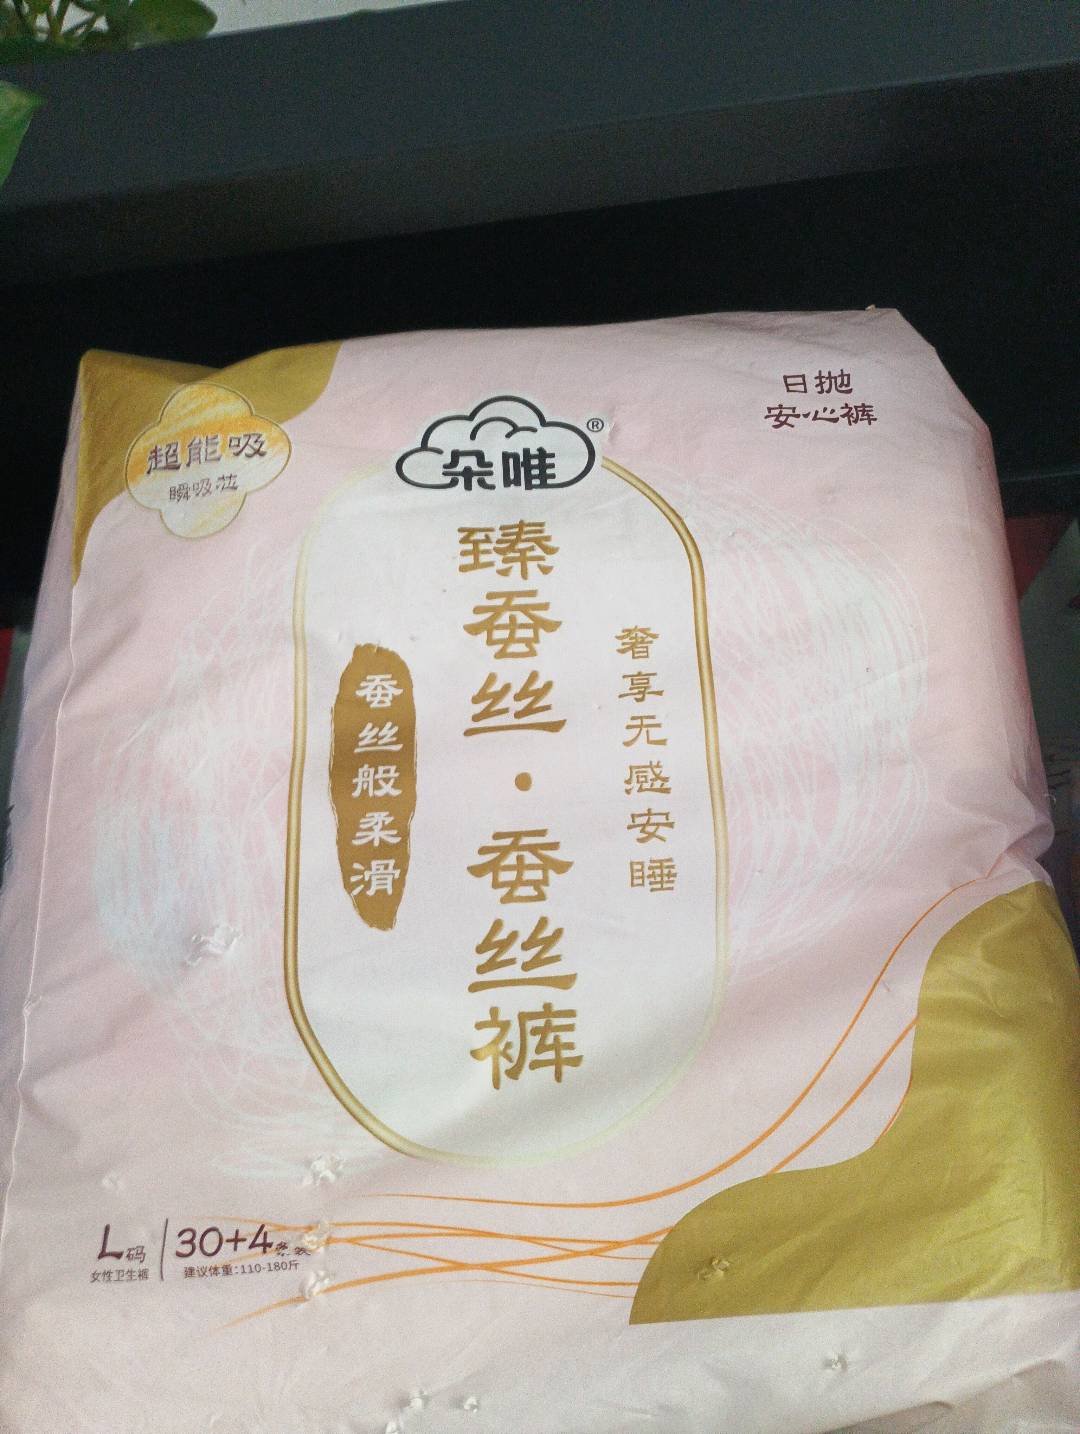 日抛
安心裤
超能吸
瞬吸芯
朵唯®
臻蚕丝·蚕丝裤
奢享无感安睡
蚕丝般柔滑
L码
女性卫生裤
30+4条装
建议体重:110-180斤